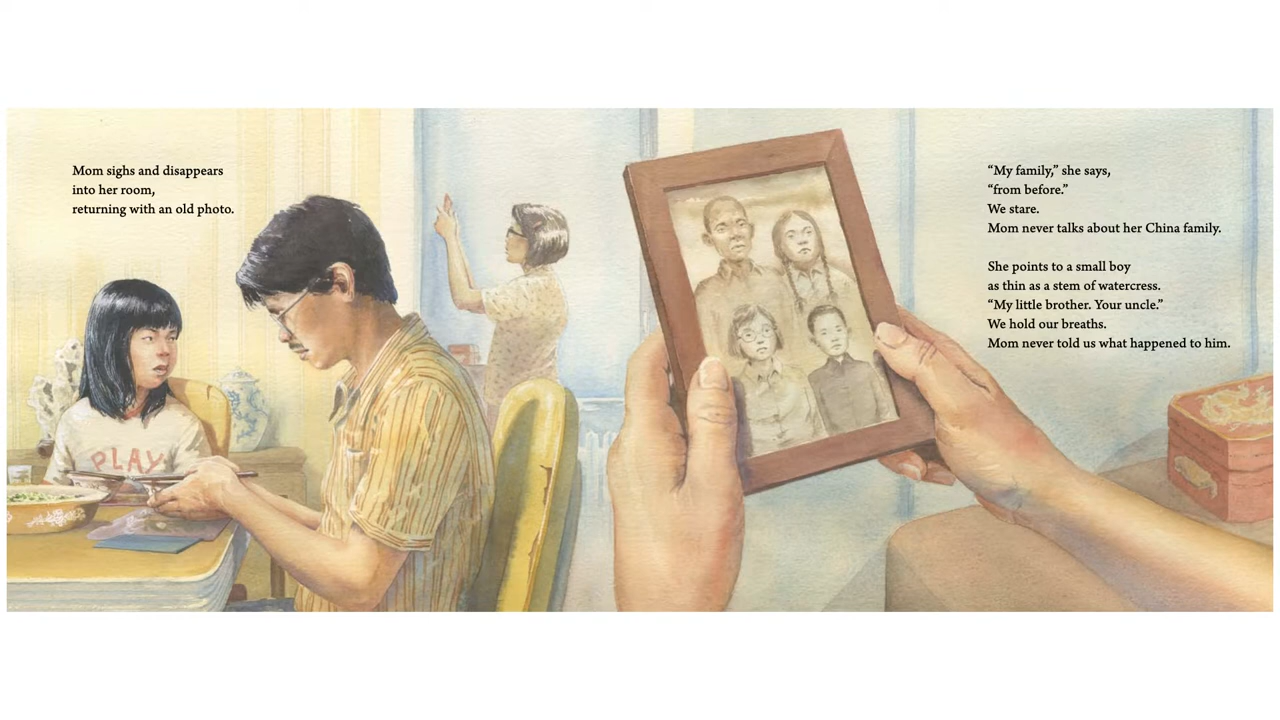 Mom sighs and disappears
into her room,
returning with an old photo.
PLAY
“My family,” she says,
“from before.”
We stare.
Mom never talks about her China family.
She points to a small boy
as thin as a stem of watercress.
“My little brother. Your uncle.”
We hold our breaths.
Mom never told us what happened to him.